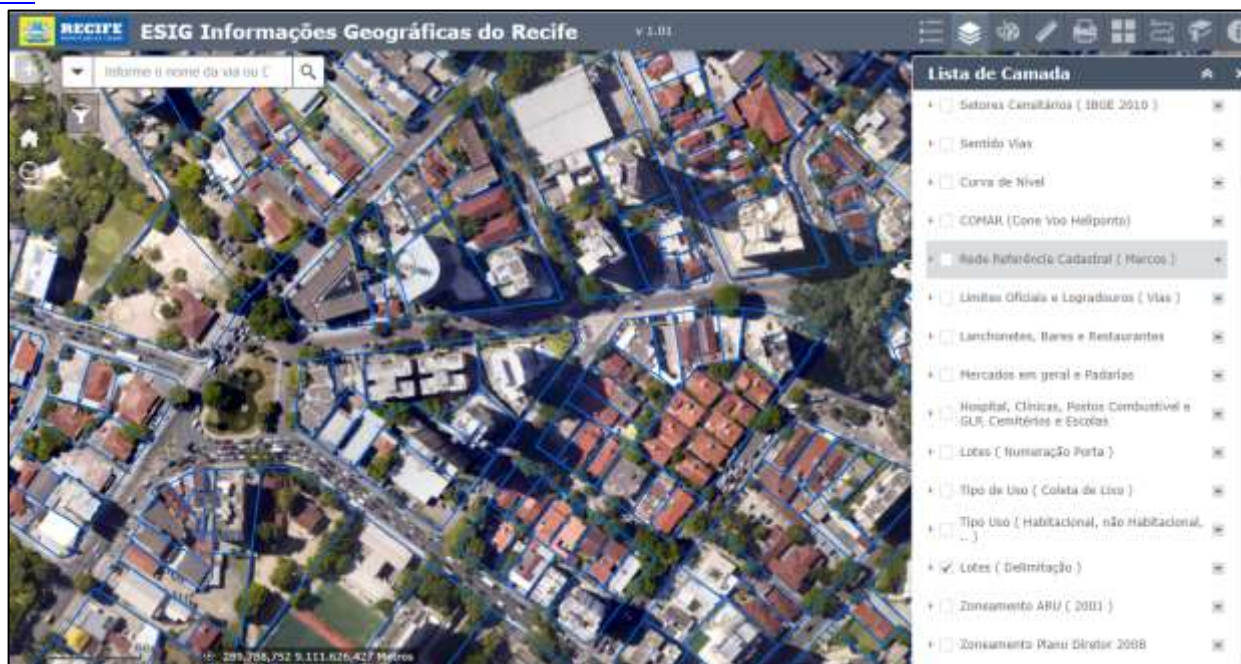 RECIFE
ESIG Informações Geográficas do Recife
v 1.01
Informe o nome da via ou
Lista de Camada
Setores Censitários ( IBGE 2010 )
Sentido Vias
Curva de Nível
COMAR (Cone Voo Heliponto)
Rede Referência Cadastral ( Marcos )
Limites Oficiais e Logradouros ( Vias )
Lanchonetes, Bares e Restaurantes
Mercados em geral e Padarias
Hospital, Clínicas, Postos Combustível e
GLP, Cemitérios e Escolas
Lotes ( Numeração Porta )
Tipo de Uso ( Coleta de Lixo )
Tipo Uso ( Habitacional, não Habitacional,
.. )
Lotes ( Delimitação )
Zoneamento ARU ( 2001 )
Zoneamento Plano Diretor 2008
289.788,752 9.111.626,427 Metros